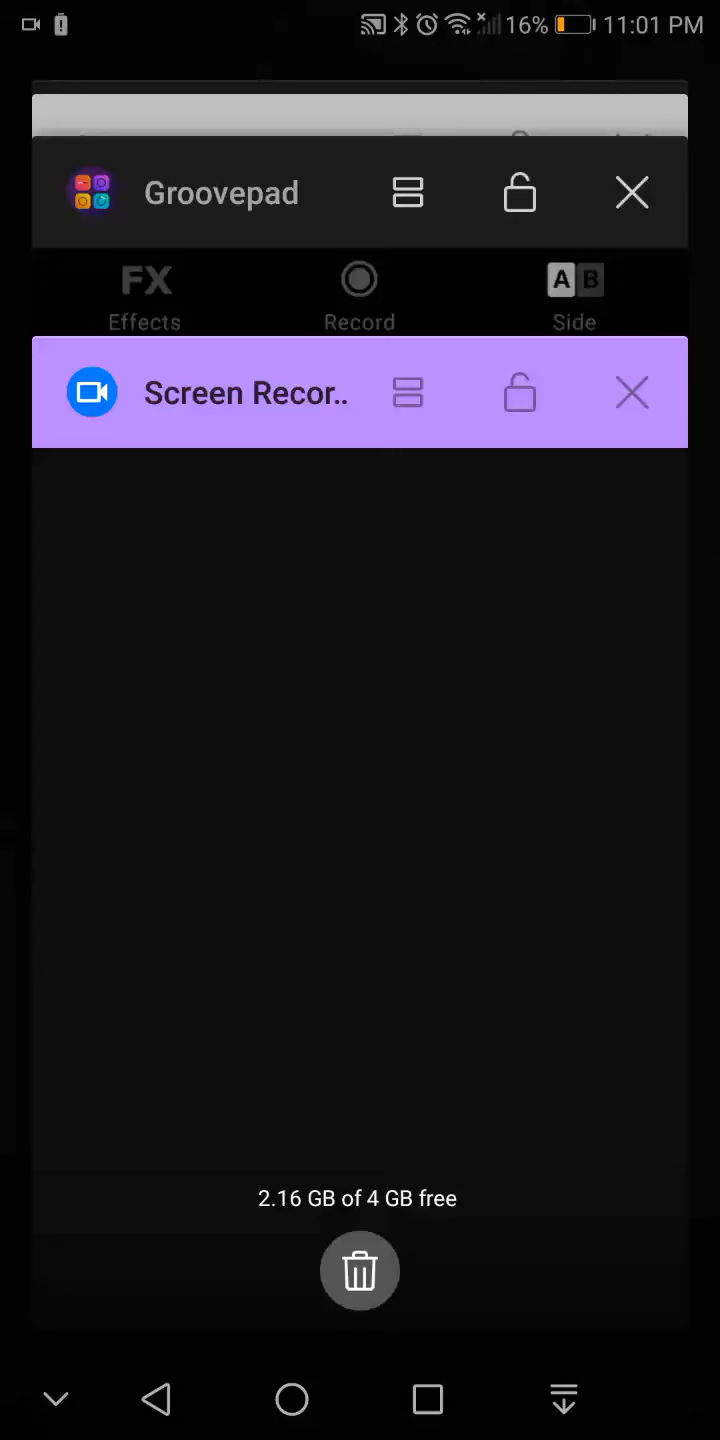 16% 11:01 PM
Groovepad
FX
Effects
Record
A B
Side
Screen Recor..
2.16 GB of 4 GB free